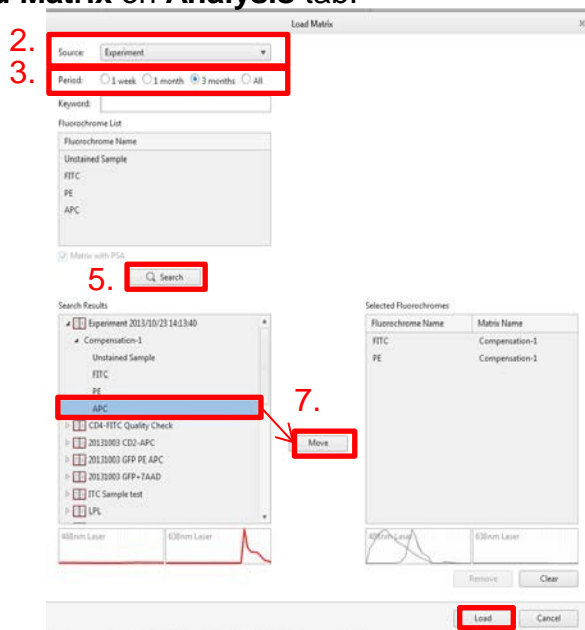 d Matrix on Analysis tab.
Load Matrix
2.
Source: Experiment
3.
Period: 1 week 1 month 3 months All
Keyword:
Fluorochrome List
Fluorochrome Name
Unstained Sample
FITC
PE
APC
Matrix with PSA
5.
Search
Search Results
Experiment 2013/10/23 14:13:40
Compensation-1
Unstained Sample
FITC
PE
APC
CD4-FITC Quality Check
20131003 CD2-APC
20131003 GFP PE APC
20131003 GFP+7AAD
ITC Sample test
LPL
488nm Laser 638nm Laser
7.
Move
Selected Fluorochromes
Fluorochrome Name Matrix Name
FITC Compensation-1
PE Compensation-1
488nm Laser 638nm Laser
Remove Clear
Load Cancel